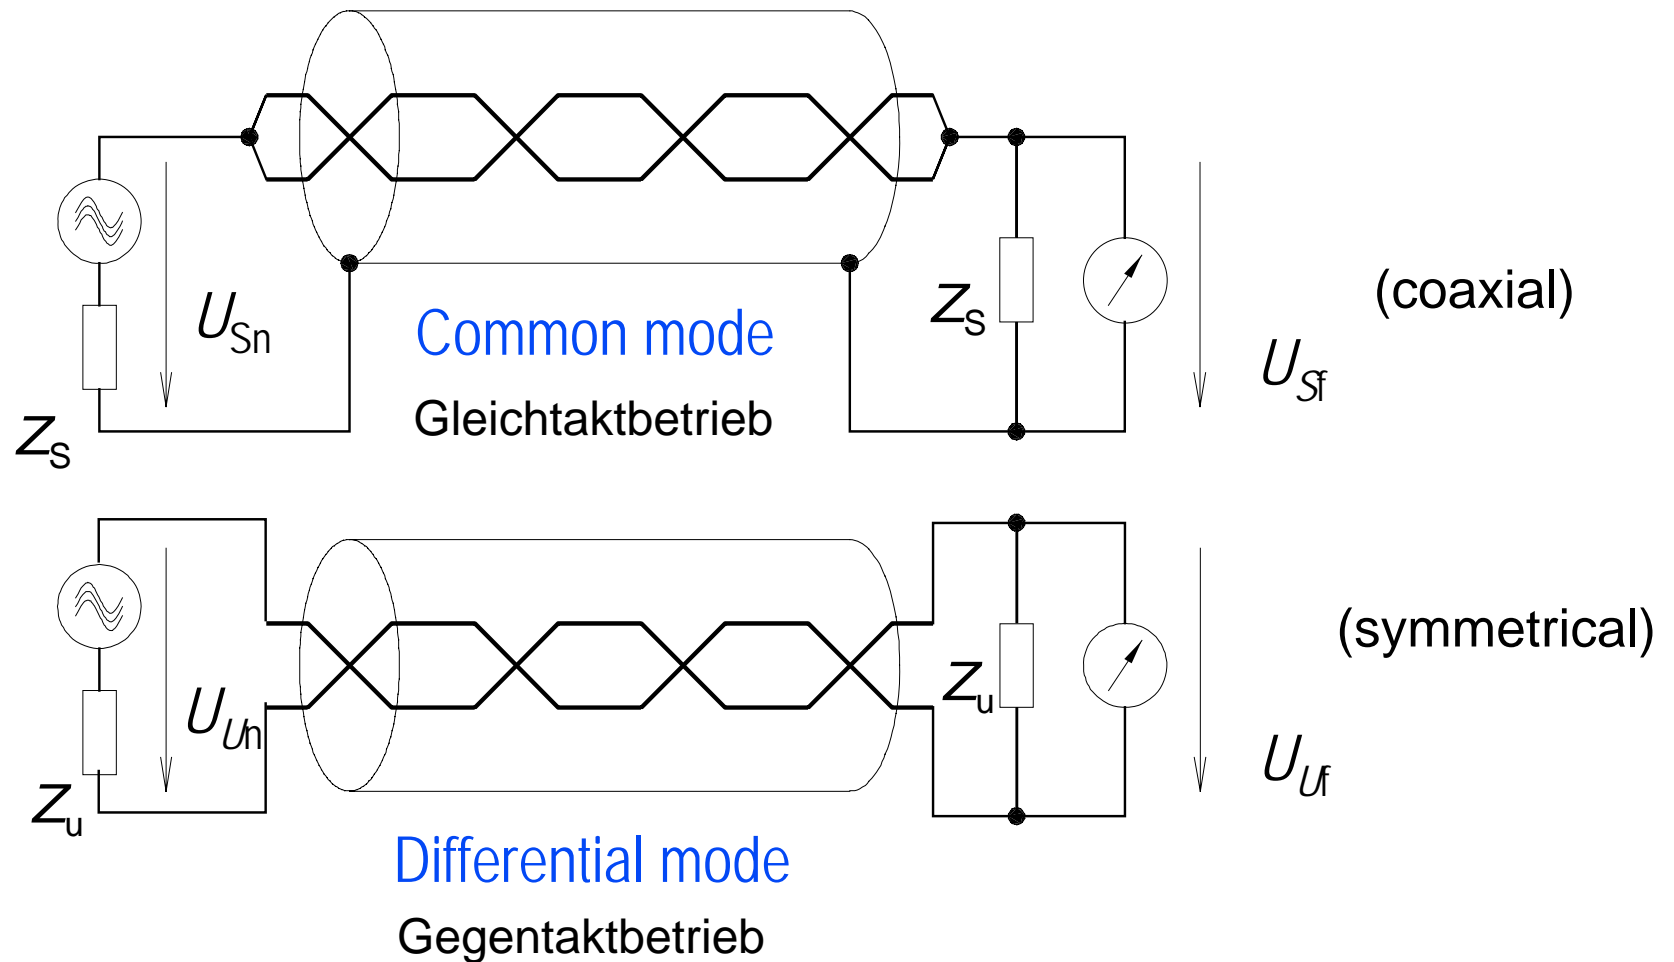 U_Sn
Z_S
Common mode
Gleichtaktbetrieb
Z_S
U_Sf
(coaxial)
U_Un
Z_u
Differential mode
Gegentaktbetrieb
Z_u
U_Uf
(symmetrical)